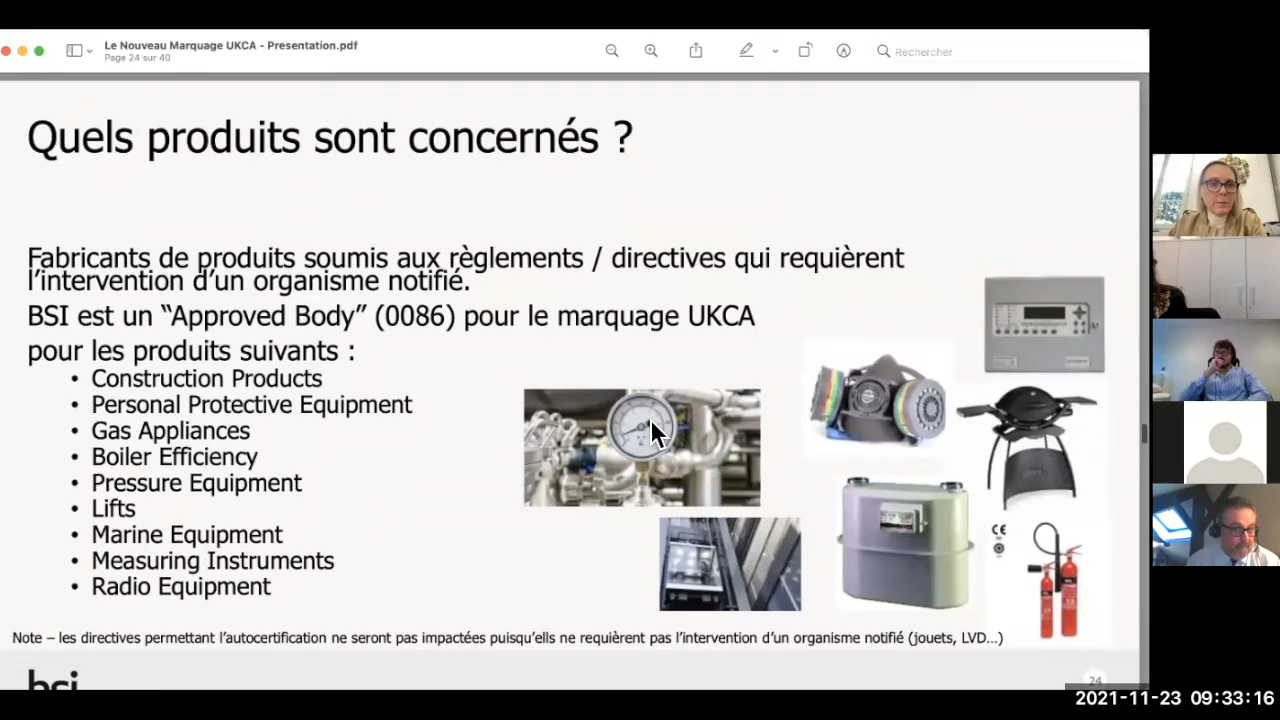 Le Nouveau Marquage UKCA - Presentation.pdf
Page 24 sur 40
Rechercher
Quels produits sont concernés ?
Fabricants de produits soumis aux règlements / directives qui requièrent
l’intervention d’un organisme notifié.
BSI est un “Approved Body” (0086) pour le marquage UKCA
pour les produits suivants :
• Construction Products
• Personal Protective Equipment
• Gas Appliances
• Boiler Efficiency
• Pressure Equipment
• Lifts
• Marine Equipment
• Measuring Instruments
• Radio Equipment
CE
Note – les directives permettant l’autocertification ne seront pas impactées puisqu’ells ne requièrent pas l’intervention d’un organisme notifié (jouets, LVD...)
bsi
24
2021-11-23 09:33:16